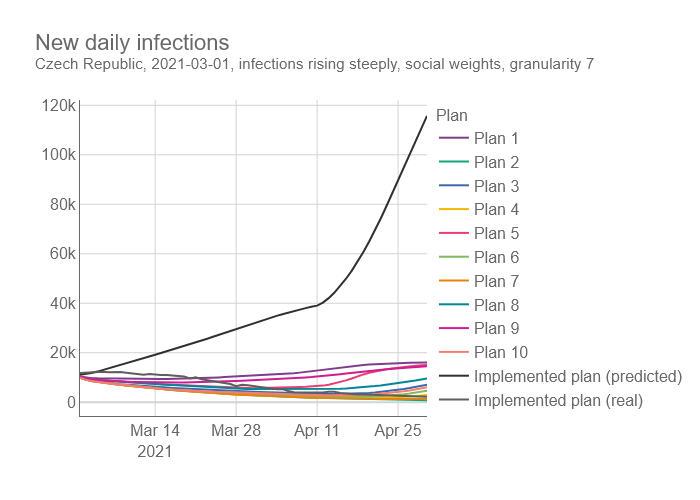 New daily infections
Czech Republic, 2021-03-01, infections rising steeply, social weights, granularity 7
120k
100k
80k
60k
40k
20k
0
Mar 14
2021
Mar 28
Apr 11
Apr 25
Plan
Plan 1
Plan 2
Plan 3
Plan 4
Plan 5
Plan 6
Plan 7
Plan 8
Plan 9
Plan 10
Implemented plan (predicted)
Implemented plan (real)